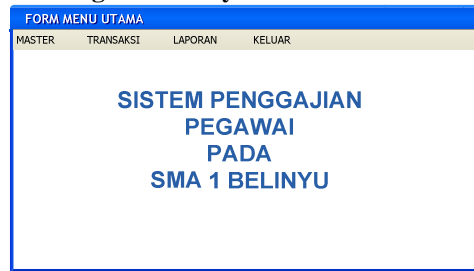 FORM MENU UTAMA
MASTER TRANSAKSI LAPORAN KELUAR
SISTEM PENGGAJIAN
PEGAWAI
PADA
SMA 1 BELINYU